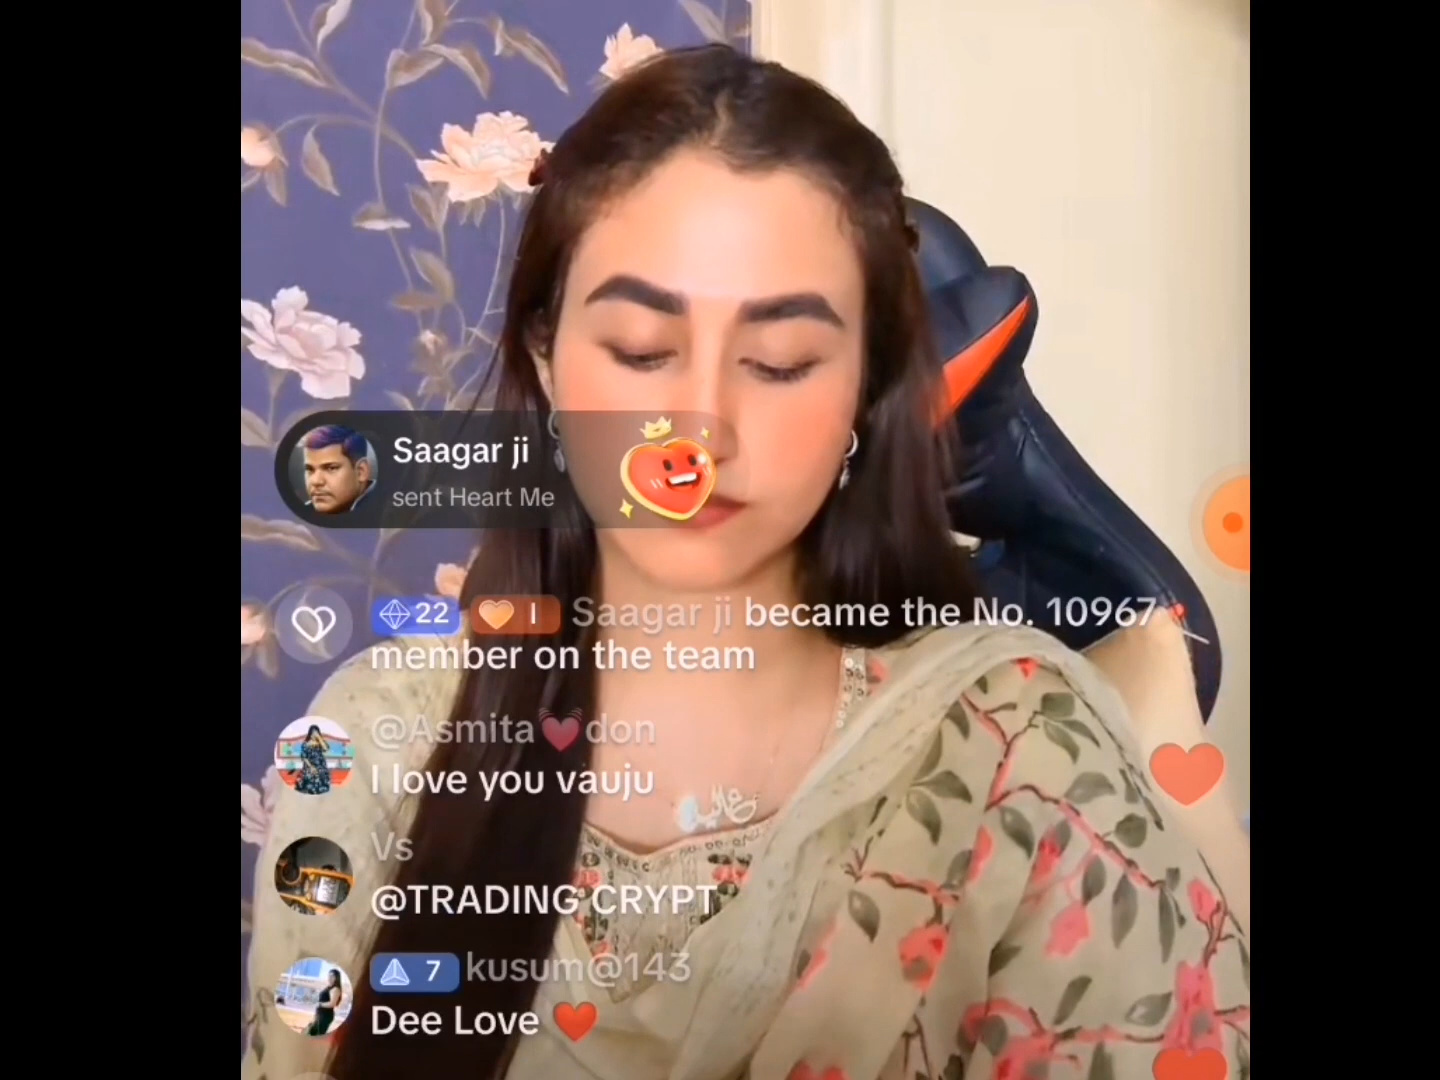 Saagar ji
sent Heart Me
22 I Saagar ji became the No. 10967
member on the team
@Asmita💓don
I love you vauju
Vs
@TRADING CRYPT
7 kusum@143
Dee Love ❤️